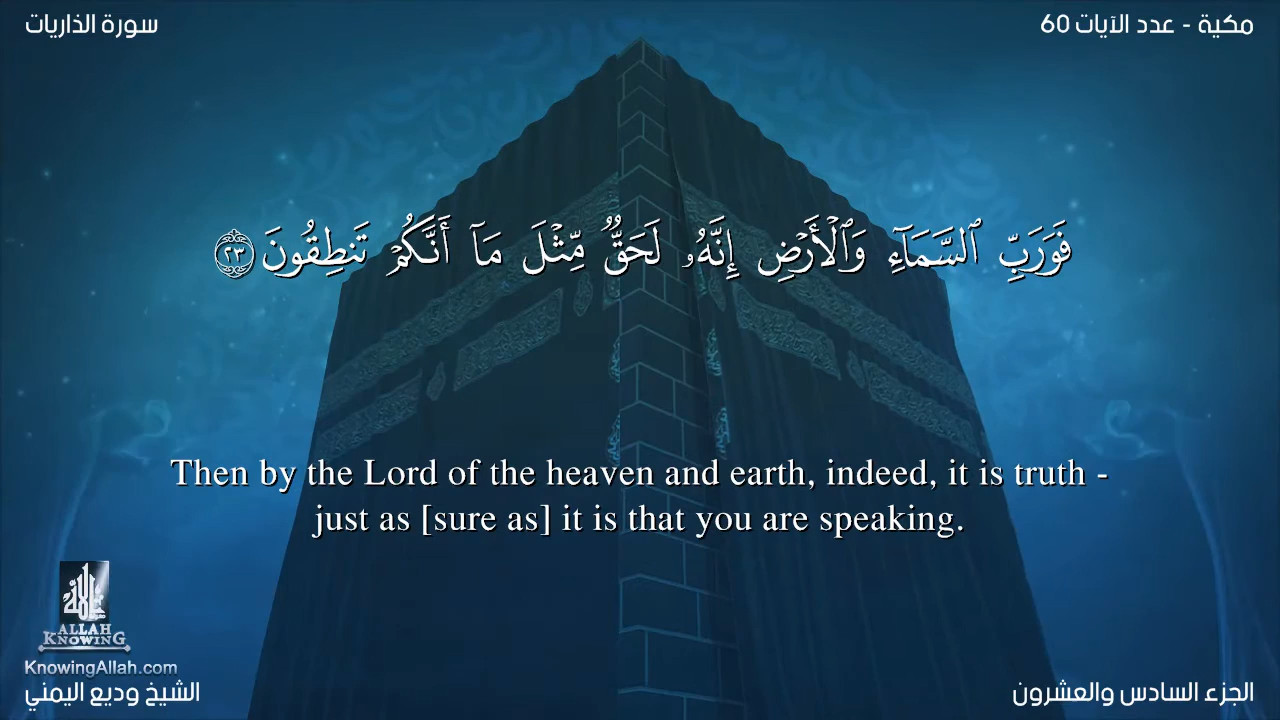 سورة الذاريات
مكية - عدد الآيات 60
فَوَرَبِّ ٱلسَّمَآءِ وَٱلْأَرْضِ إِنَّهُۥ لَحَقٌّۭ مِّثْلَ مَآ أَنَّكُمْ تَنطِقُونَ ٢٣
Then by the Lord of the heaven and earth, indeed, it is truth -
just as [sure as] it is that you are speaking.
الله
ALLAH
KNOWING
KnowingAllah.com
الشيخ وديع اليمني
الجزء السادس والعشرون